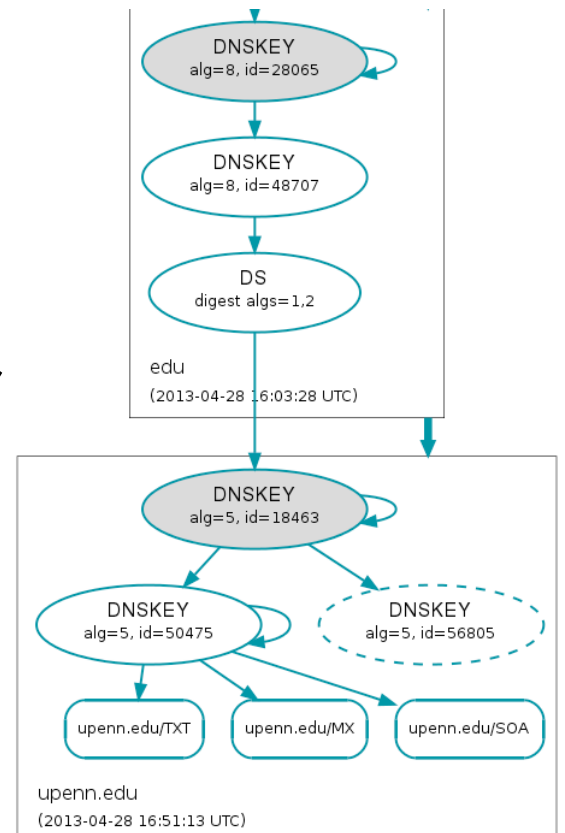 DNSKEY
alg=8, id=28065
DNSKEY
alg=8, id=48707
DS
digest algs=1,2
edu
(2013-04-28 16:03:28 UTC)
DNSKEY
alg=5, id=18463
DNSKEY
alg=5, id=50475
DNSKEY
alg=5, id=56805
upenn.edu/TXT
upenn.edu/MX
upenn.edu/SOA
upenn.edu
(2013-04-28 16:51:13 UTC)